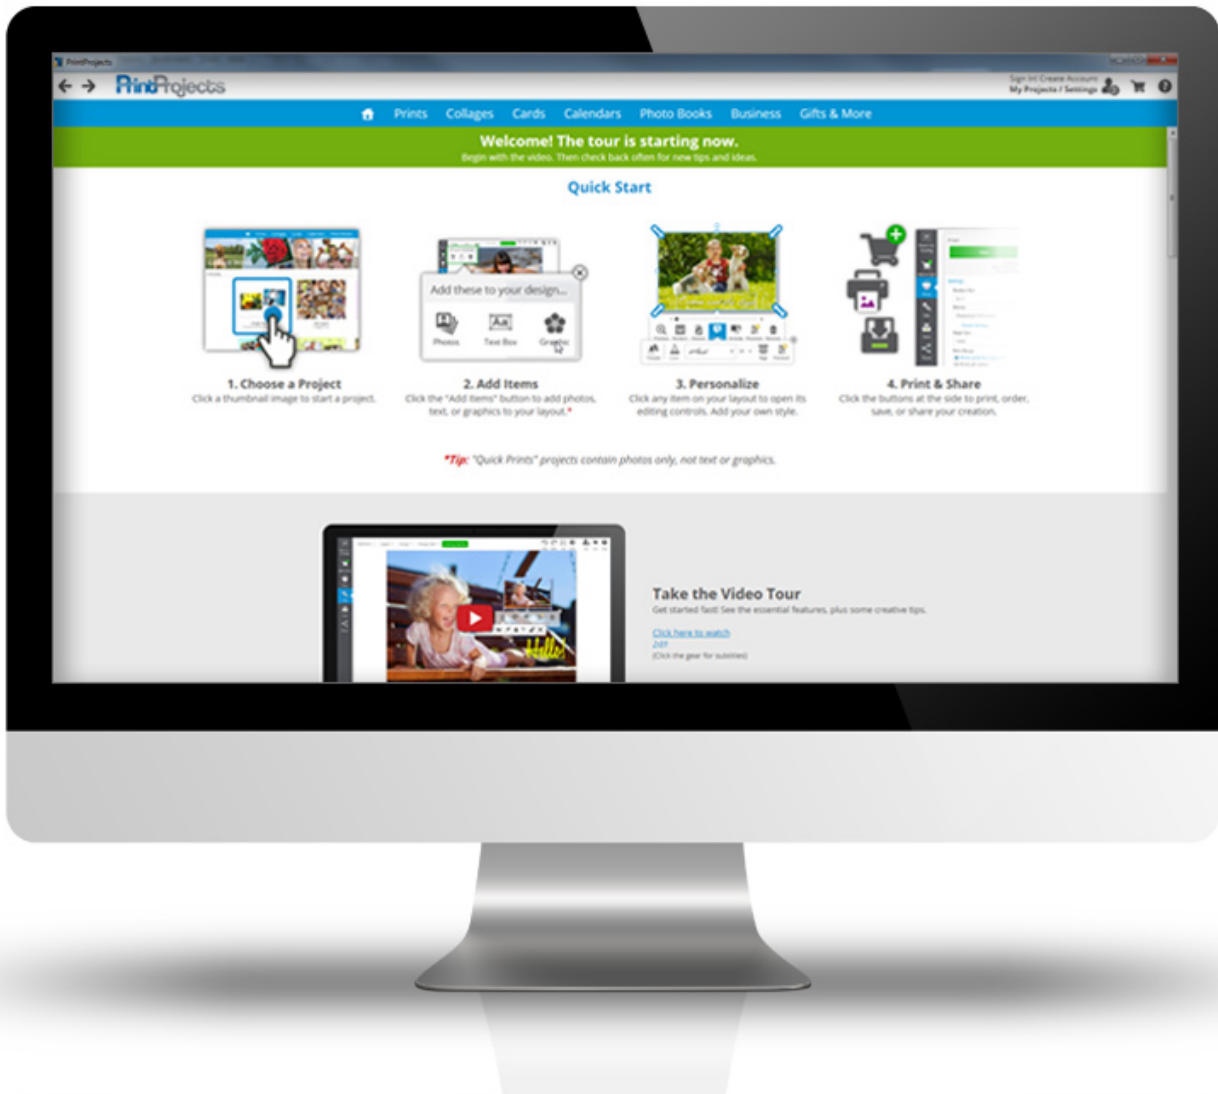 PrintProjects
PrintProjects
Sign In/ Create Account
My Projects / Settings
Prints Collages Cards Calendars Photo Books Business Gifts & More
Welcome! The tour is starting now.
Begin with the video. Then check back often for new tips and ideas.
Quick Start
Add these to your design...
Photos Text Box Graphic
1. Choose a Project
Click a thumbnail image to start a project.
2. Add Items
Click the "Add Items" button to add photos,
text, or graphics to your layout.*
3. Personalize
Click any item on your layout to open its
editing controls. Add your own style.
4. Print & Share
Click the buttons at the side to print, order,
save, or share your creation.
*Tip: "Quick Prints" projects contain photos only, not text or graphics.
Hello!
Take the Video Tour
Get started fast! See the essential features, plus some creative tips.
Click here to watch
(Click the gear for subtitles)